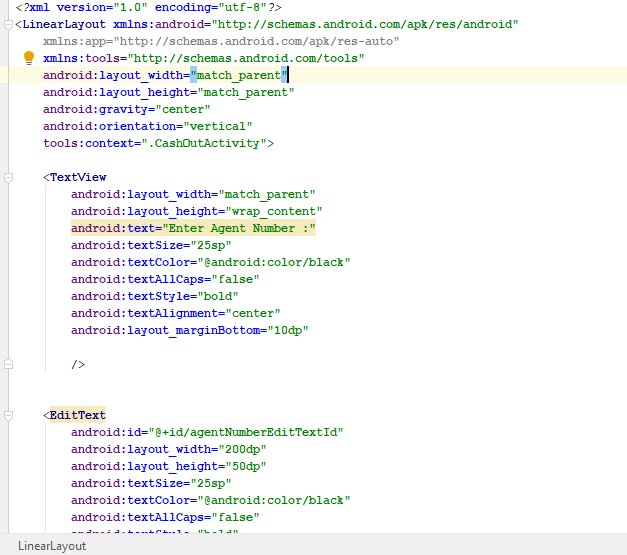 <?xml version="1.0" encoding="utf-8"?>
<LinearLayout xmlns:android="http://schemas.android.com/apk/res/android"
xmlns:app="http://schemas.android.com/apk/res-auto"
xmlns:tools="http://schemas.android.com/tools"
android:layout_width="match_parent"
android:layout_height="match_parent"
android:gravity="center"
android:orientation="vertical"
tools:context=".CashOutActivity">
<TextView
android:layout_width="match_parent"
android:layout_height="wrap_content"
android:text="Enter Agent Number :"
android:textSize="25sp"
android:textColor="@android:color/black"
android:textAllCaps="false"
android:textStyle="bold"
android:textAlignment="center"
android:layout_marginBottom="10dp"
/>
<EditText
android:id="@+id/agentNumberEditTextId"
android:layout_width="200dp"
android:layout_height="50dp"
android:textSize="25sp"
android:textColor="@android:color/black"
android:textAllCaps="false"
android:textStyle="bold"
LinearLayout